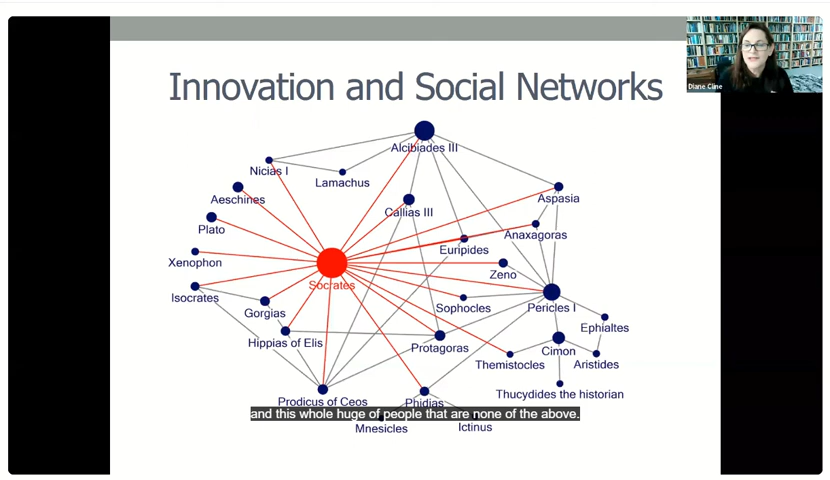 Innovation and Social Networks
Diane Cline
Alcibiades III
Nicias I
Lamachus
Aeschines
Aspasia
Callias III
Plato
Anaxagoras
Euripides
Xenophon
Zeno
Socrates
Isocrates
Sophocles
Pericles I
Gorgias
Ephialtes
Hippias of Elis
Protagoras
Cimon
Themistocles
Aristides
Thucydides the historian
Prodicus of Ceos
Phidias
and this whole huge of people that are none of the above.
Mnesicles
Ictinus